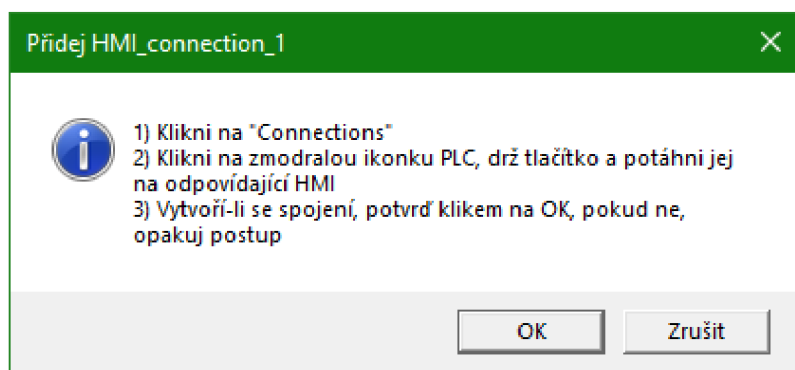 Přidej HMI_connection_1
1) Klikni na "Connections"
2) Klikni na zmodralou ikonku PLC, drž tlačítko a potáhni jej
na odpovídající HMI
3) Vytvoří-li se spojení, potvrď klikem na OK, pokud ne,
opakuj postup
OK
Zrušit